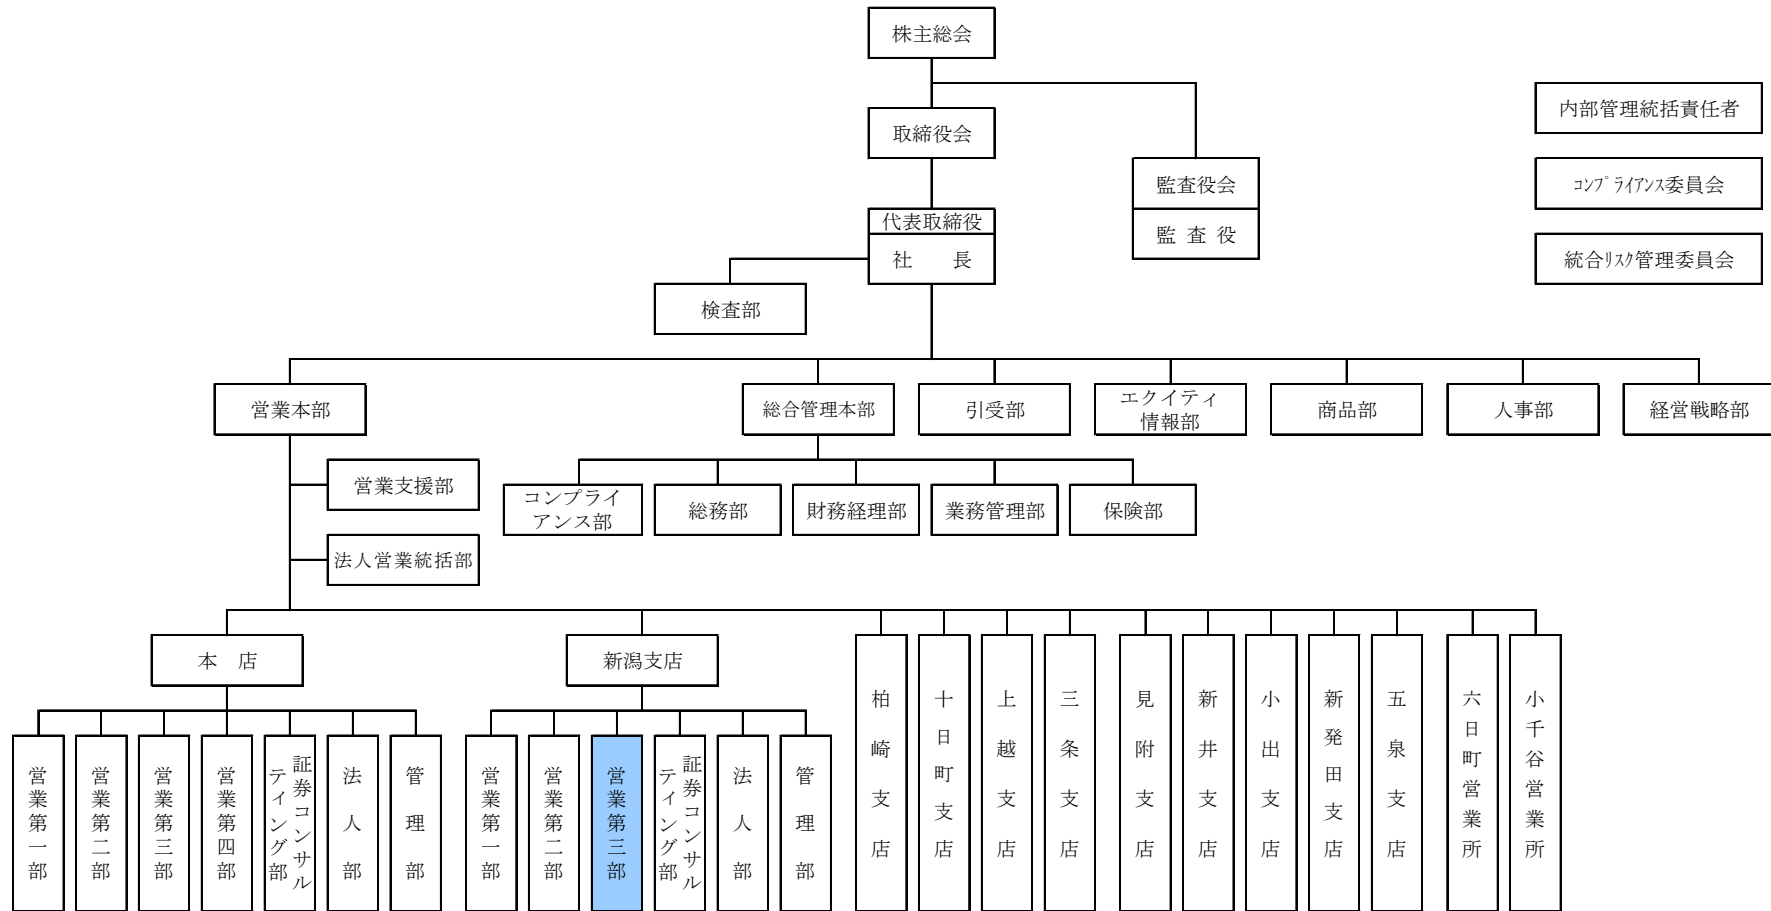 株主総会
取締役会
内部管理統括責任者
監査役会
監 査 役
コンプライアンス委員会
代表取締役
社　　長
統合リスク管理委員会
検査部
営業本部
総合管理本部
引受部
エクイティ
情報部
商品部
人事部
経営戦略部
営業支援部
コンプライ
アンス部
総務部
財務経理部
業務管理部
保険部
法人営業統括部
本　店
新潟支店
柏崎支店
十日町支店
上越支店
三条支店
見附支店
新井支店
小出支店
新発田支店
五泉支店
六日町営業所
小千谷営業所
営業第一部
営業第二部
営業第三部
営業第四部
証券コンサル
ティング部
法人部
管理部
営業第一部
営業第二部
営業第三部
証券コンサル
ティング部
法人部
管理部